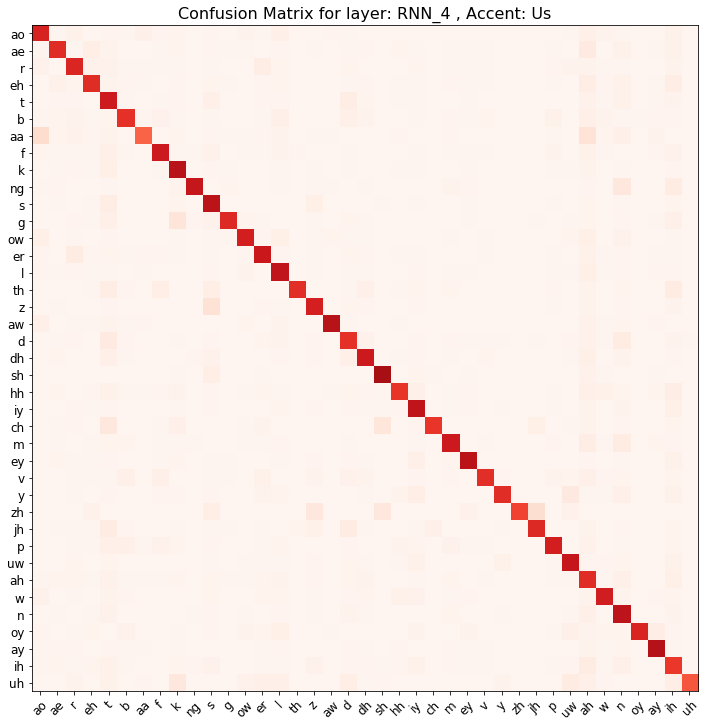 Confusion Matrix for layer: RNN_4 , Accent: Us
ao
ae
r
eh
t
b
aa
f
k
ng
s
g
ow
er
l
th
z
aw
d
dh
sh
hh
iy
ch
m
ey
v
y
zh
jh
p
uw
ah
w
n
oy
ay
ih
uh
ao ae r eh t b aa f k ng s g ow er l th z aw d dh sh hh iy ch m ey v y zh jh p uw ah w n oy ay ih uh